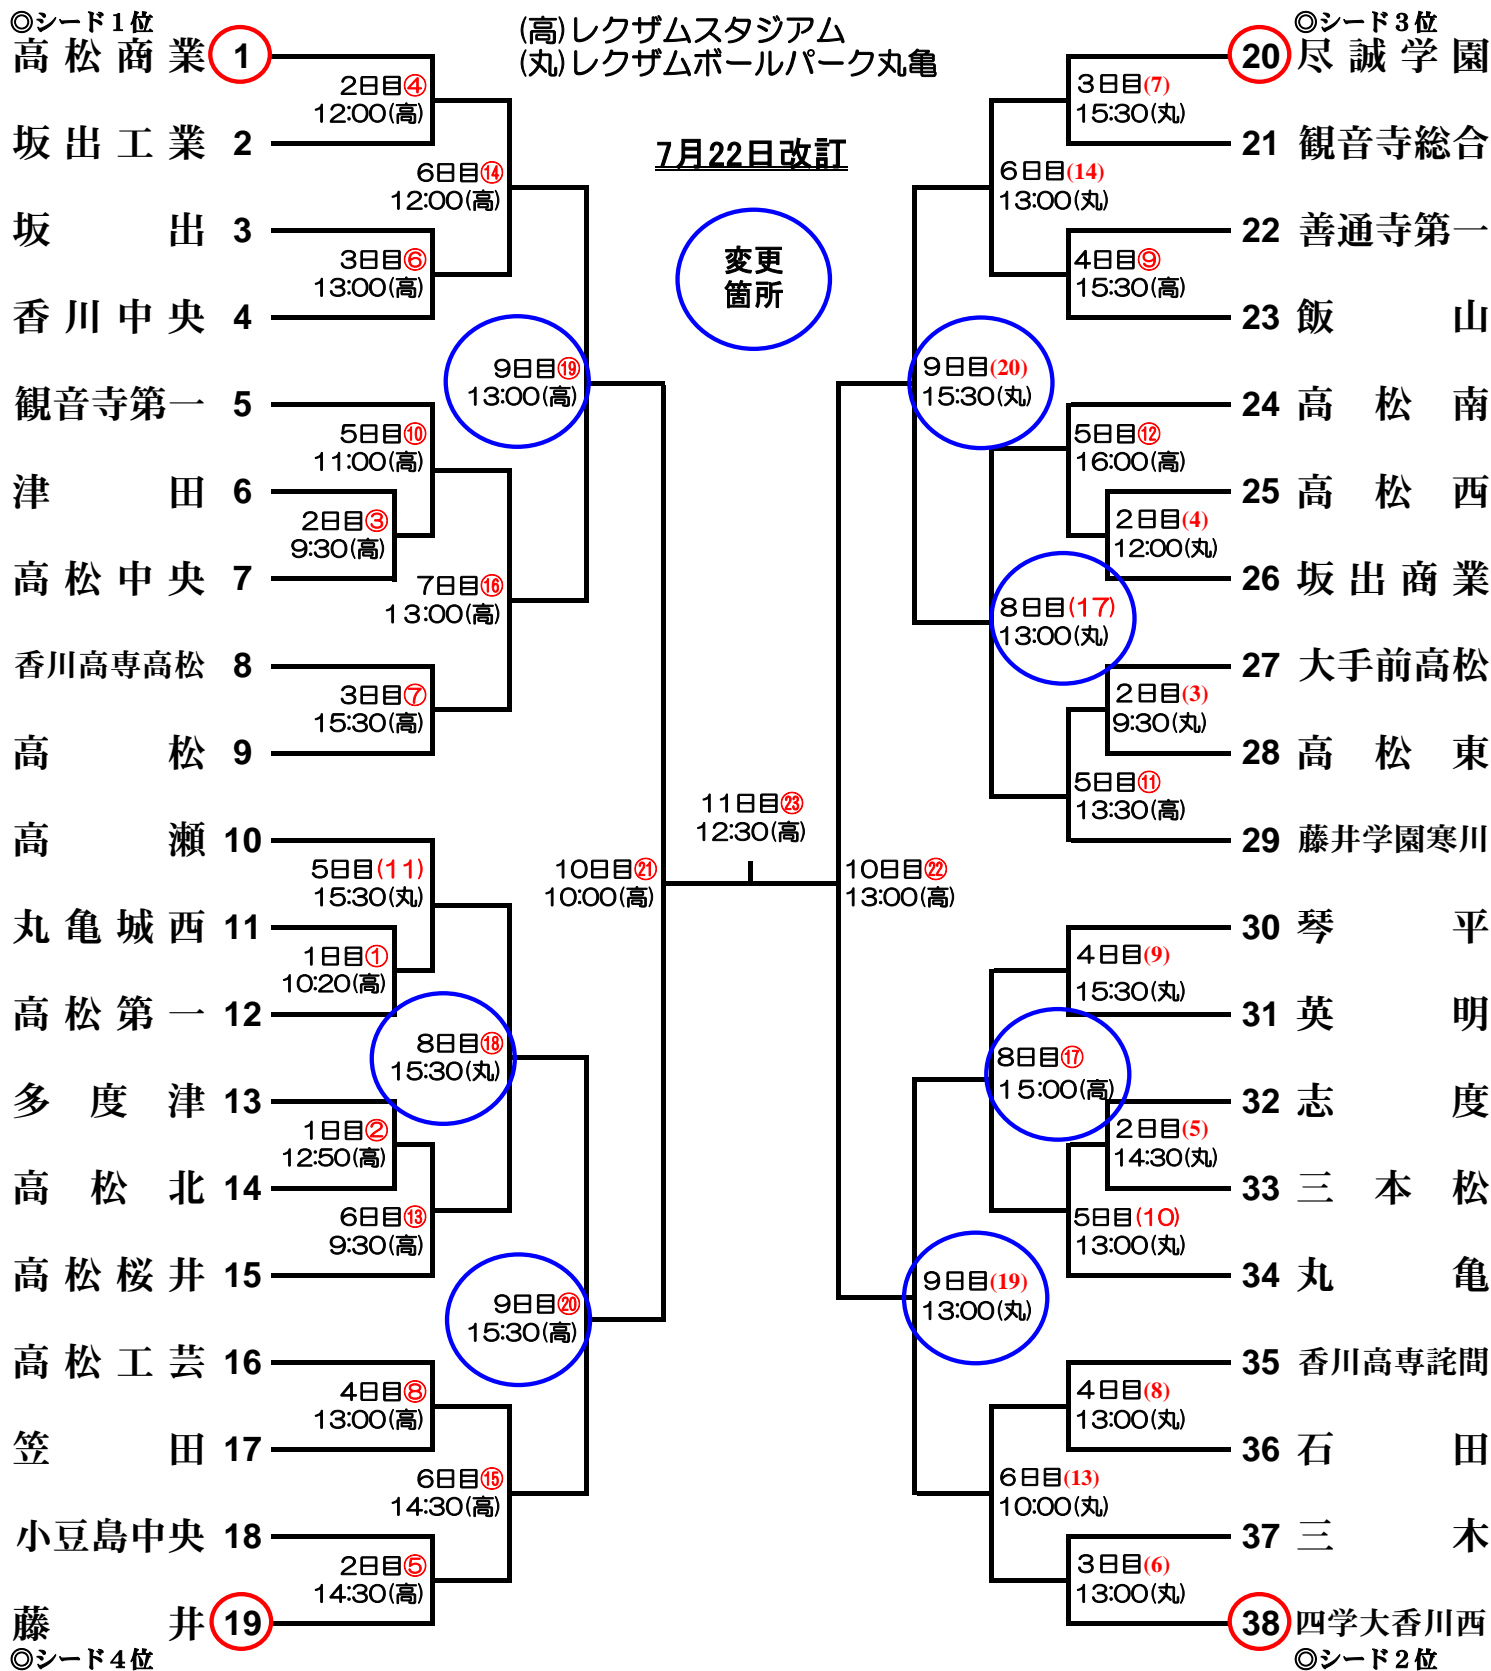 ◎シード１位
高松商業 1
2日目④
12:00(高)
坂出工業 2
6日目⑭
12:00(高)
坂出 3
3日目⑥
13:00(高)
香川中央 4
9日目⑲
13:00(高)
観音寺第一 5
5日目⑩
11:00(高)
津田 6
2日目③
9:30(高)
高松中央 7
7日目⑯
13:00(高)
香川高専高松 8
3日目⑦
15:30(高)
高松 9
高瀬 10
5日目(11)
15:30(丸)
丸亀城西 11
1日目①
10:20(高)
高松第一 12
8日目⑱
15:30(丸)
多度津 13
1日目②
12:50(高)
高松北 14
6日目⑬
9:30(高)
高松桜井 15
9日目⑳
15:30(高)
高松工芸 16
4日目⑧
13:00(高)
笠田 17
6日目⑮
14:30(高)
小豆島中央 18
2日目⑤
14:30(高)
藤井 19
◎シード４位
(高)レクザムスタジアム
(丸)レクザムボールパーク丸亀
7月22日改訂
変更
箇所
11日目㉓
12:30(高)
10日目㉑
10:00(高)
10日目㉒
13:00(高)
◎シード３位
20 尽誠学園
3日目(7)
15:30(丸)
21 観音寺総合
6日目(14)
13:00(丸)
22 善通寺第一
4日目⑨
15:30(高)
23 飯山
9日目(20)
15:30(丸)
24 高松南
5日目⑫
16:00(高)
25 高松西
2日目(4)
12:00(丸)
26 坂出商業
8日目(17)
13:00(丸)
27 大手前高松
2日目(3)
9:30(丸)
28 高松東
5日目⑪
13:30(高)
29 藤井学園寒川
30 琴平
4日目(9)
15:30(丸)
31 英明
8日目⑰
15:00(高)
32 志度
2日目(5)
14:30(丸)
33 三本松
5日目(10)
13:00(丸)
34 丸亀
9日目(19)
13:00(丸)
35 香川高専詫間
4日目(8)
13:00(丸)
36 石田
6日目(13)
10:00(丸)
37 三木
3日目(6)
13:00(丸)
38 四学大香川西
◎シード２位